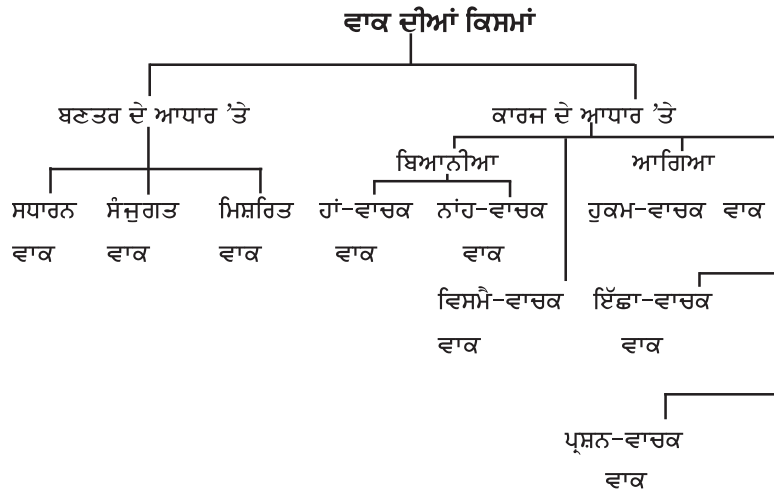 ਵਾਕ ਦੀਆਂ ਕਿਸਮਾਂ
ਬਣਤਰ ਦੇ ਆਧਾਰ 'ਤੇ ਕਾਰਜ ਦੇ ਆਧਾਰ 'ਤੇ
ਬਿਆਨੀਆ ਆਗਿਆ
ਸਧਾਰਨ ਸੰਜੁਗਤ ਮਿਸ਼ਰਿਤ ਹਾਂ-ਵਾਚਕ ਨਾਂਹ-ਵਾਚਕ ਹੁਕਮ-ਵਾਚਕ ਵਾਕ
ਵਾਕ ਵਾਕ ਵਾਕ ਵਾਕ ਵਾਕ
ਵਿਸਮੈ-ਵਾਚਕ ਇੱਛਾ-ਵਾਚਕ
ਵਾਕ ਵਾਕ
ਪ੍ਰਸ਼ਨ-ਵਾਚਕ
ਵਾਕ